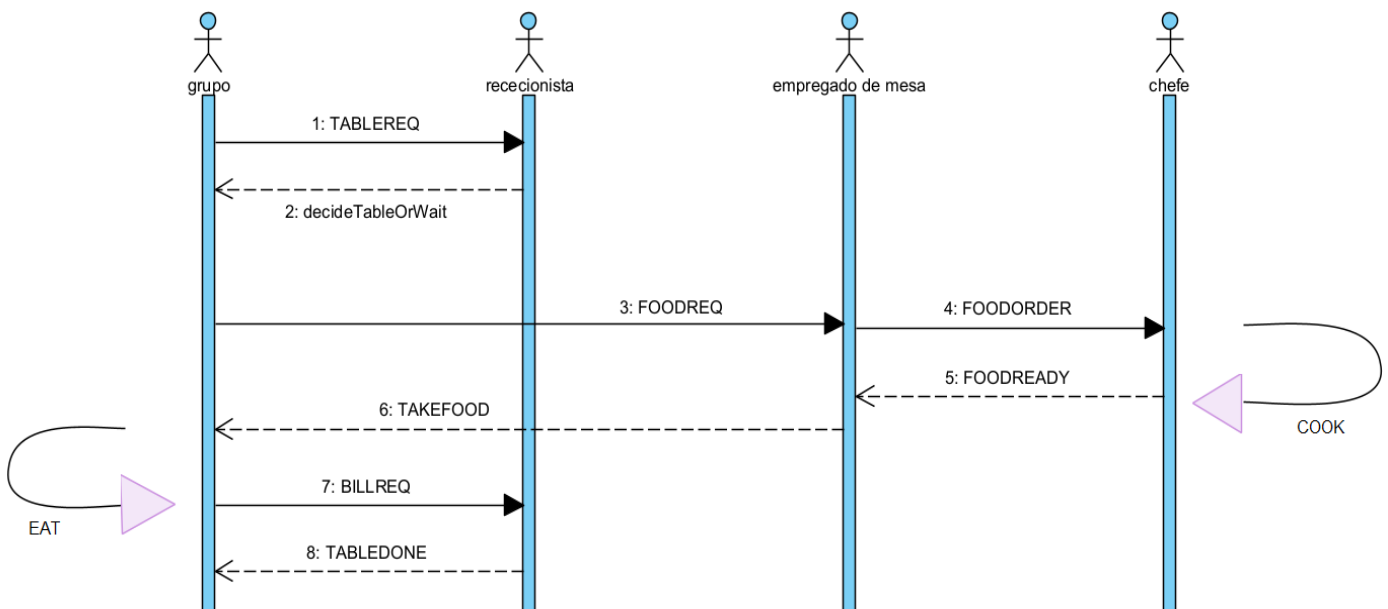 grupo
rececionista
empregado de mesa
chefe
1: TABLEREQ
2: decideTableOrWait
3: FOODREQ
4: FOODORDER
5: FOODREADY
6: TAKEFOOD
COOK
7: BILLREQ
EAT
8: TABLEDONE